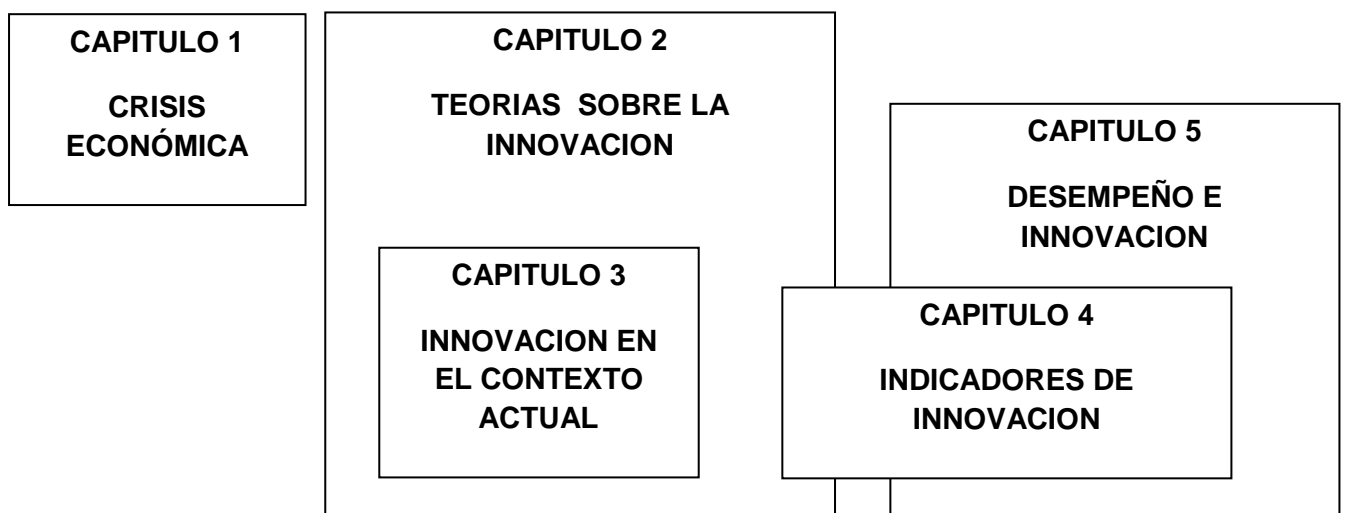 CAPITULO 1
CRISIS
ECONÓMICA
CAPITULO 2
TEORIAS SOBRE LA
INNOVACION
CAPITULO 3
INNOVACION EN
EL CONTEXTO
ACTUAL
CAPITULO 5
DESEMPEÑO E
INNOVACION
CAPITULO 4
INDICADORES DE
INNOVACION